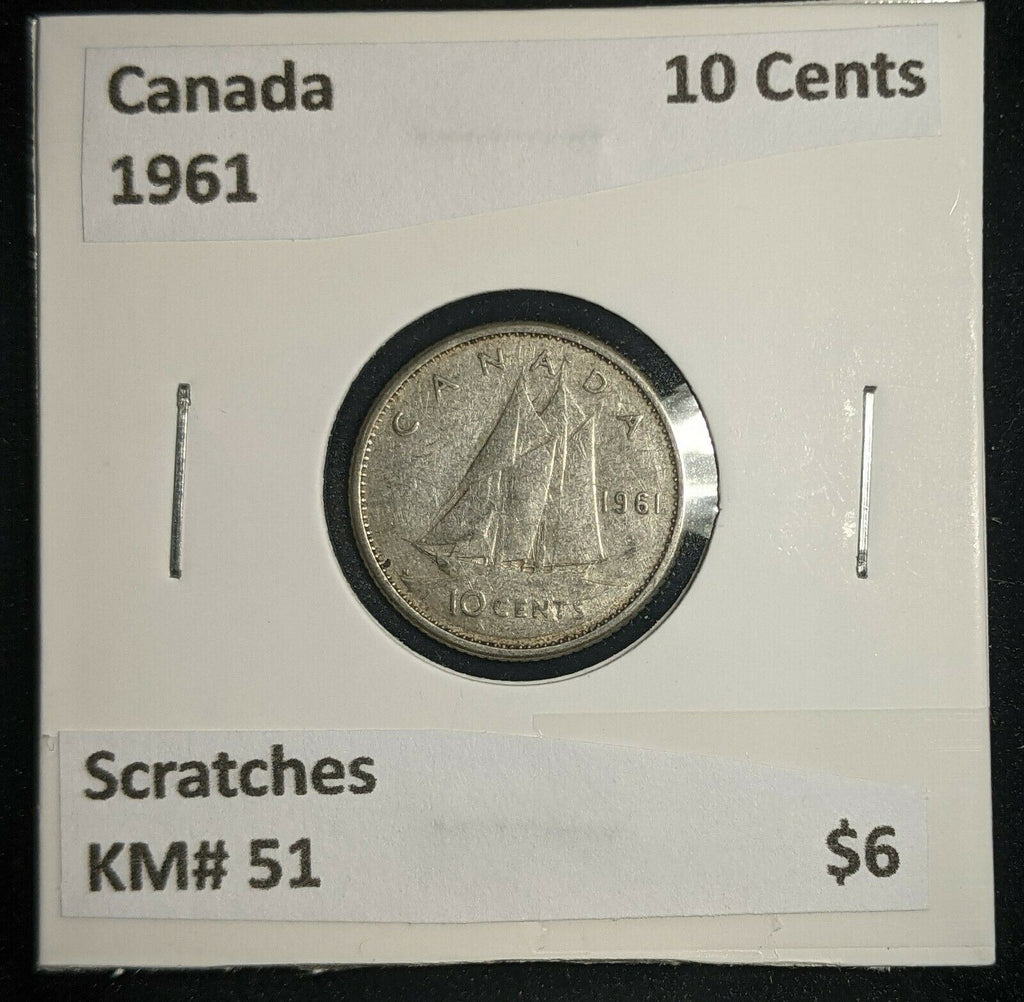 Canada 10 Cents
1961
CANADA
1961
10 CENTS
Scratches
KM# 51 $6